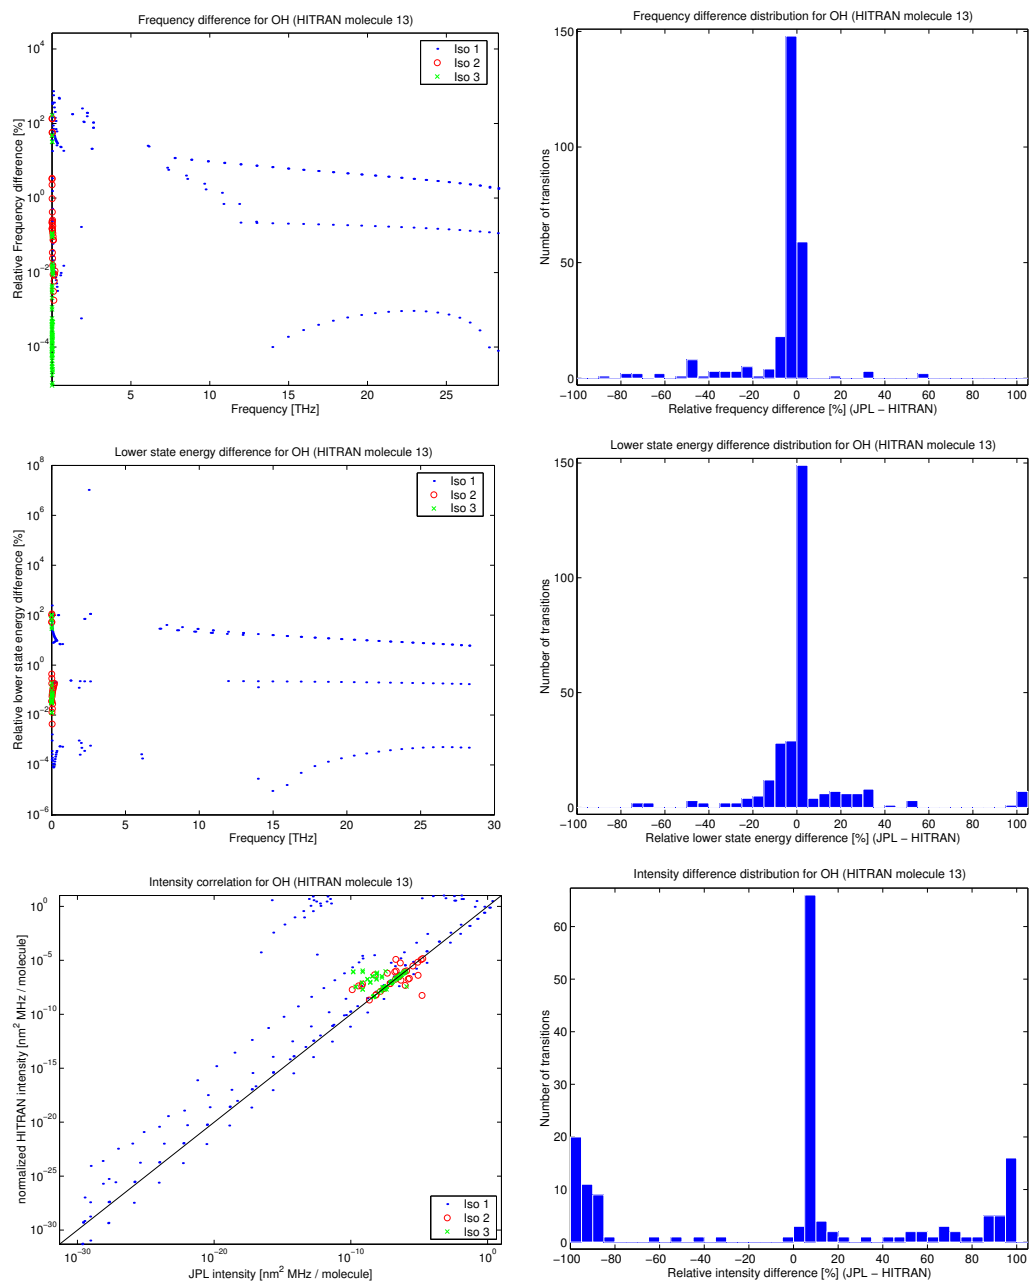 Frequency difference for OH (HITRAN molecule 13)
Relative Frequency difference [%]
10^4
10^2
10^0
10^−2
10^−4
0 5 10 15 20 25
Frequency [THz]
Iso 1
Iso 2
Iso 3
Frequency difference distribution for OH (HITRAN molecule 13)
Number of transitions
150
100
50
0
−100 −80 −60 −40 −20 0 20 40 60 80 100
Relative frequency difference [%] (JPL − HITRAN)
Lower state energy difference for OH (HITRAN molecule 13)
Relative lower state energy difference [%]
10^8
10^6
10^4
10^2
10^0
10^−2
10^−4
10^−6
0 5 10 15 20 25 30
Frequency [THz]
Iso 1
Iso 2
Iso 3
Lower state energy difference distribution for OH (HITRAN molecule 13)
Number of transitions
150
100
50
0
−100 −80 −60 −40 −20 0 20 40 60 80 100
Relative lower state energy difference [%] (JPL − HITRAN)
Intensity correlation for OH (HITRAN molecule 13)
normalized HITRAN intensity [nm^2 MHz / molecule]
10^0
10^−5
10^−10
10^−15
10^−20
10^−25
10^−30
10^−30 10^−20 10^−10 10^0
JPL intensity [nm^2 MHz / molecule]
Iso 1
Iso 2
Iso 3
Intensity difference distribution for OH (HITRAN molecule 13)
Number of transitions
60
50
40
30
20
10
0
−100 −80 −60 −40 −20 0 20 40 60 80 100
Relative intensity difference [%] (JPL − HITRAN)